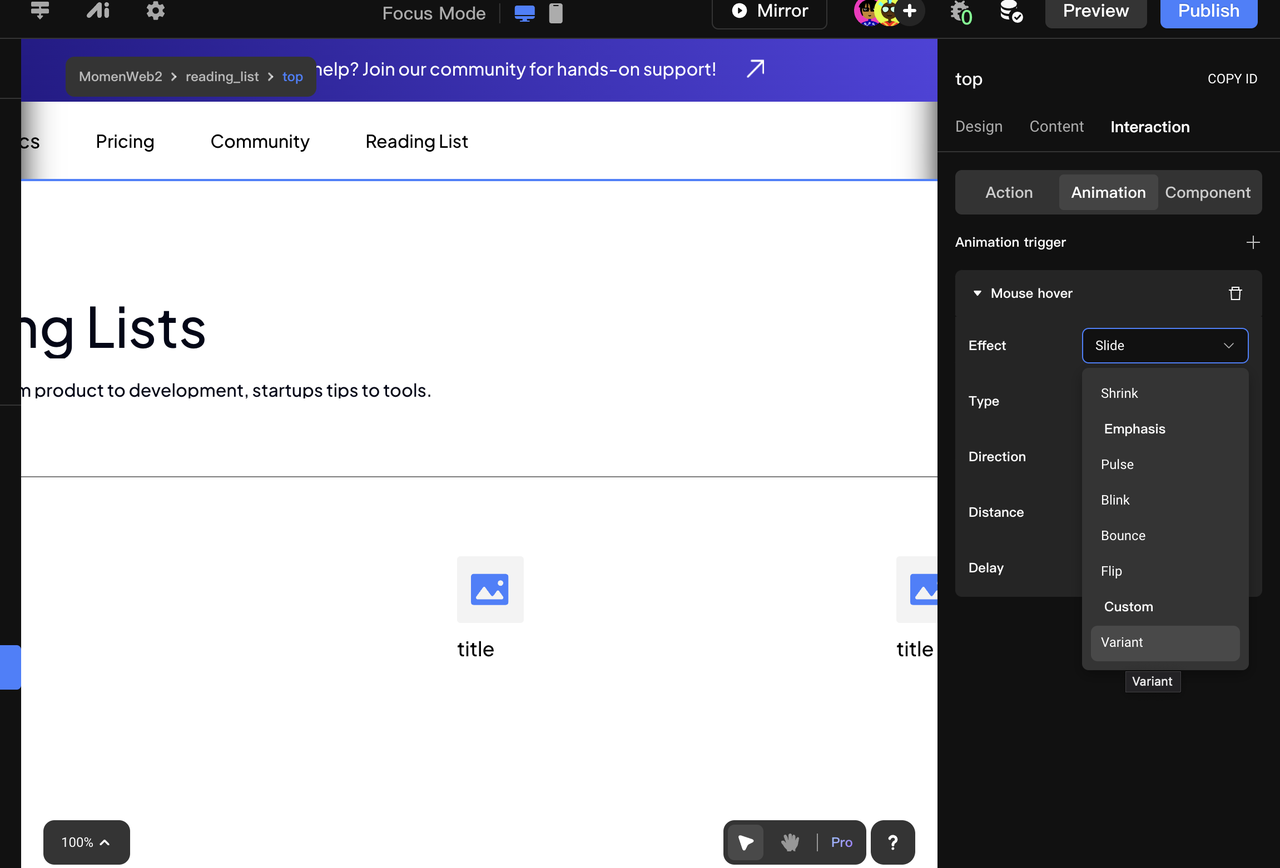 Ai
Focus Mode
Mirror
0
Preview
Publish
MomenWeb2 > reading_list > top
help? Join our community for hands-on support!
cs
Pricing
Community
Reading List
ng Lists
m product to development, startups tips to tools.
title
title
100%
Pro
?
top
COPY ID
Design
Content
Interaction
Action
Animation
Component
Animation trigger
Mouse hover
Effect
Slide
Type
Direction
Distance
Delay
Shrink
Emphasis
Pulse
Blink
Bounce
Flip
Custom
Variant
Variant